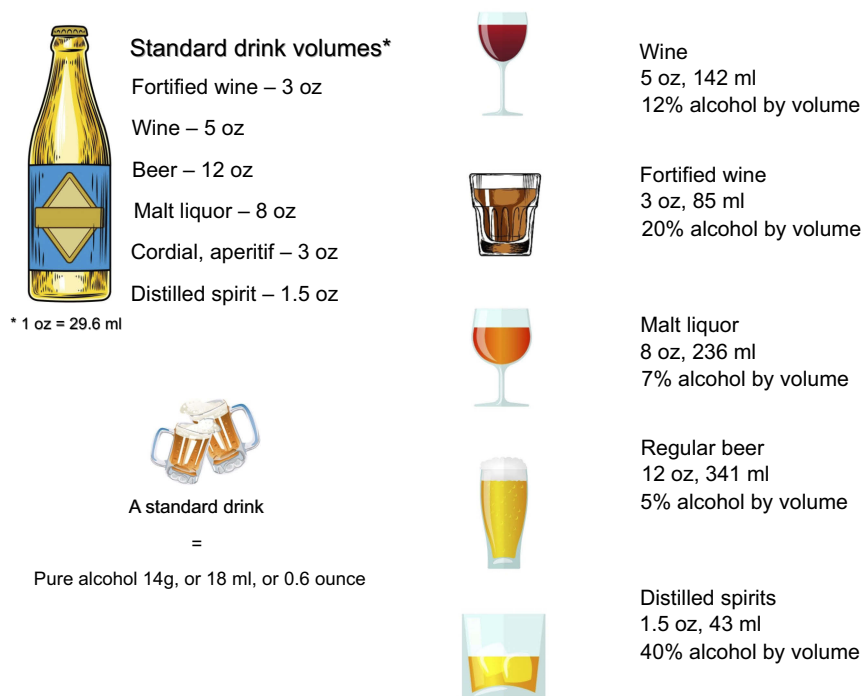 Standard drink volumes*
Fortified wine – 3 oz
Wine – 5 oz
Beer – 12 oz
Malt liquor – 8 oz
Cordial, aperitif – 3 oz
Distilled spirit – 1.5 oz
* 1 oz = 29.6 ml
A standard drink
=
Pure alcohol 14g, or 18 ml, or 0.6 ounce
Wine
5 oz, 142 ml
12% alcohol by volume
Fortified wine
3 oz, 85 ml
20% alcohol by volume
Malt liquor
8 oz, 236 ml
7% alcohol by volume
Regular beer
12 oz, 341 ml
5% alcohol by volume
Distilled spirits
1.5 oz, 43 ml
40% alcohol by volume